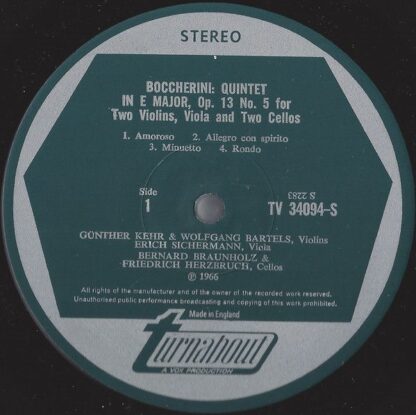 STEREO
BOCCHERINI: QUINTET
IN E MAJOR, Op. 13 No. 5 for
Two Violins, Viola and Two Cellos
1. Amoroso 2. Allegro con spirito
3. Minuetto 4. Rondo
Side
1
S 2283
TV 34094-S
GÜNTHER KEHR & WOLFGANG BARTELS, Violins
ERICH SICHERMANN, Viola
BERNARD BRAUNHOLZ &
FRIEDRICH HERZBRUCH, Cellos
℗ 1966
All rights of the manufacturer and of the owner of the recorded work reserved.
Unauthorised public performance broadcasting and copying of this work prohibited.
Made in England
turnabout
A VOX PRODUCTION